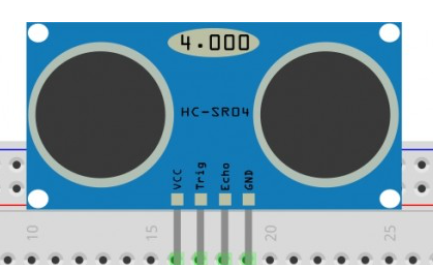 4.000
HC-SR04
VCC Trig Echo GND
10 15 20 25